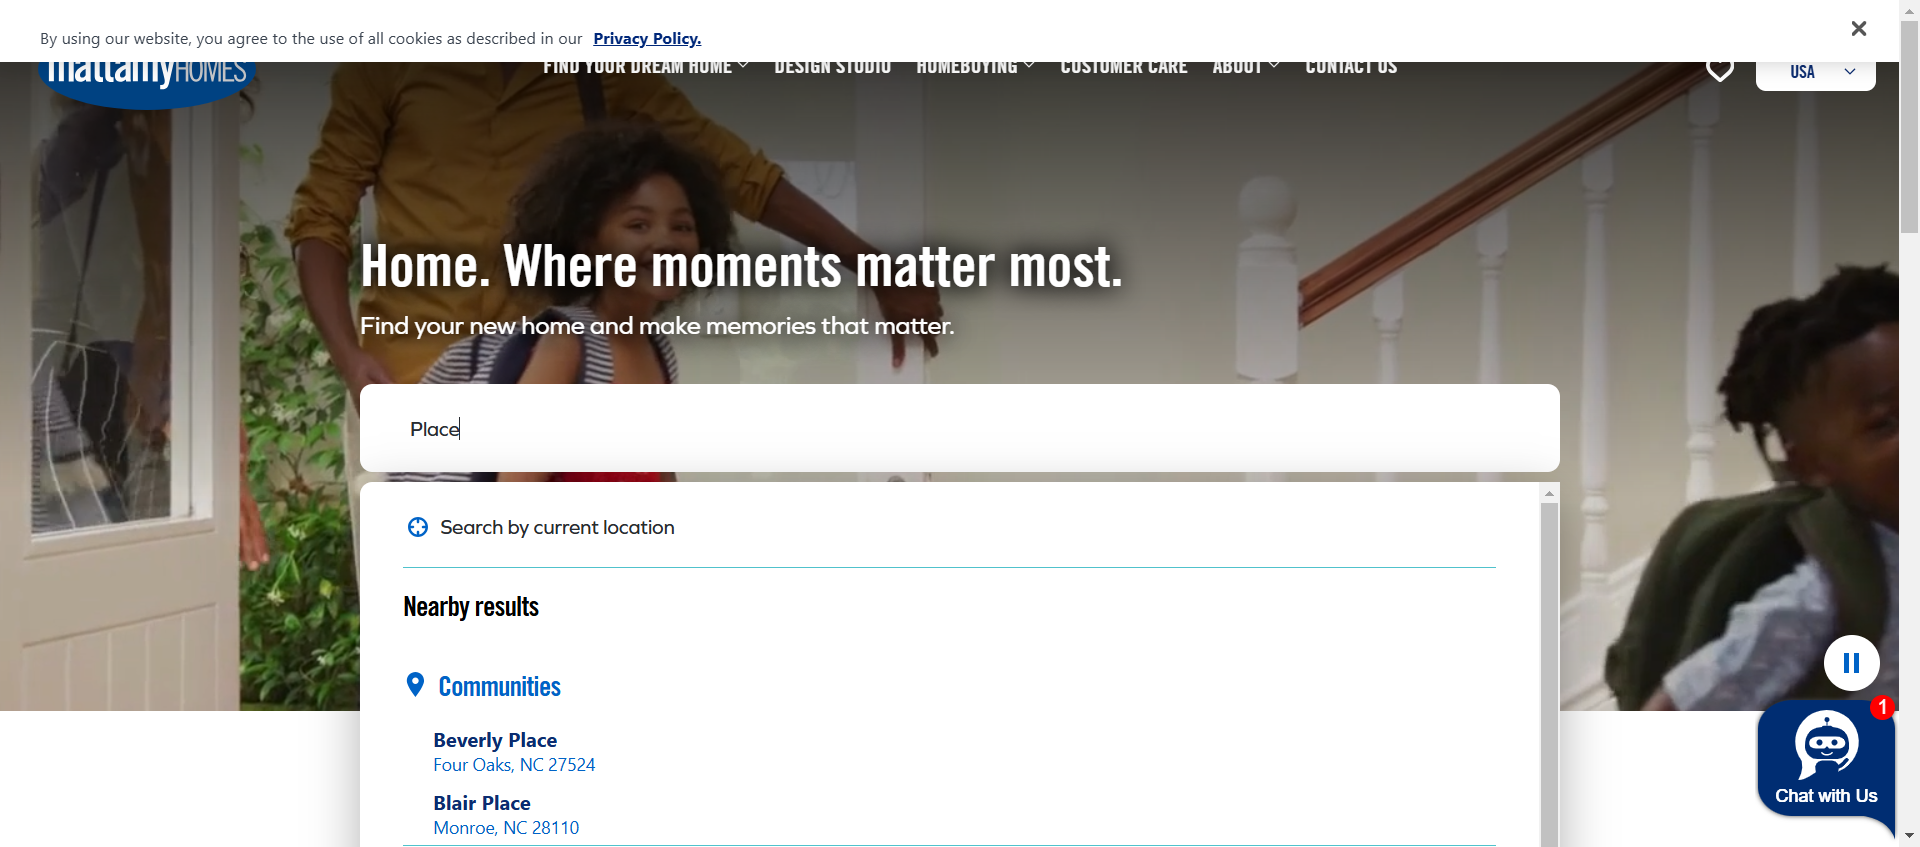 By using our website, you agree to the use of all cookies as described in our Privacy Policy.
mattamyHOMES
FIND YOUR DREAM HOME DESIGN STUDIO HOMEBUYING CUSTOMER CARE ABOUT CONTACT US
USA
Home. Where moments matter most.
Find your new home and make memories that matter.
Place
Search by current location
Nearby results
Communities
Beverly Place
Four Oaks, NC 27524
Blair Place
Monroe, NC 28110
1
Chat with Us